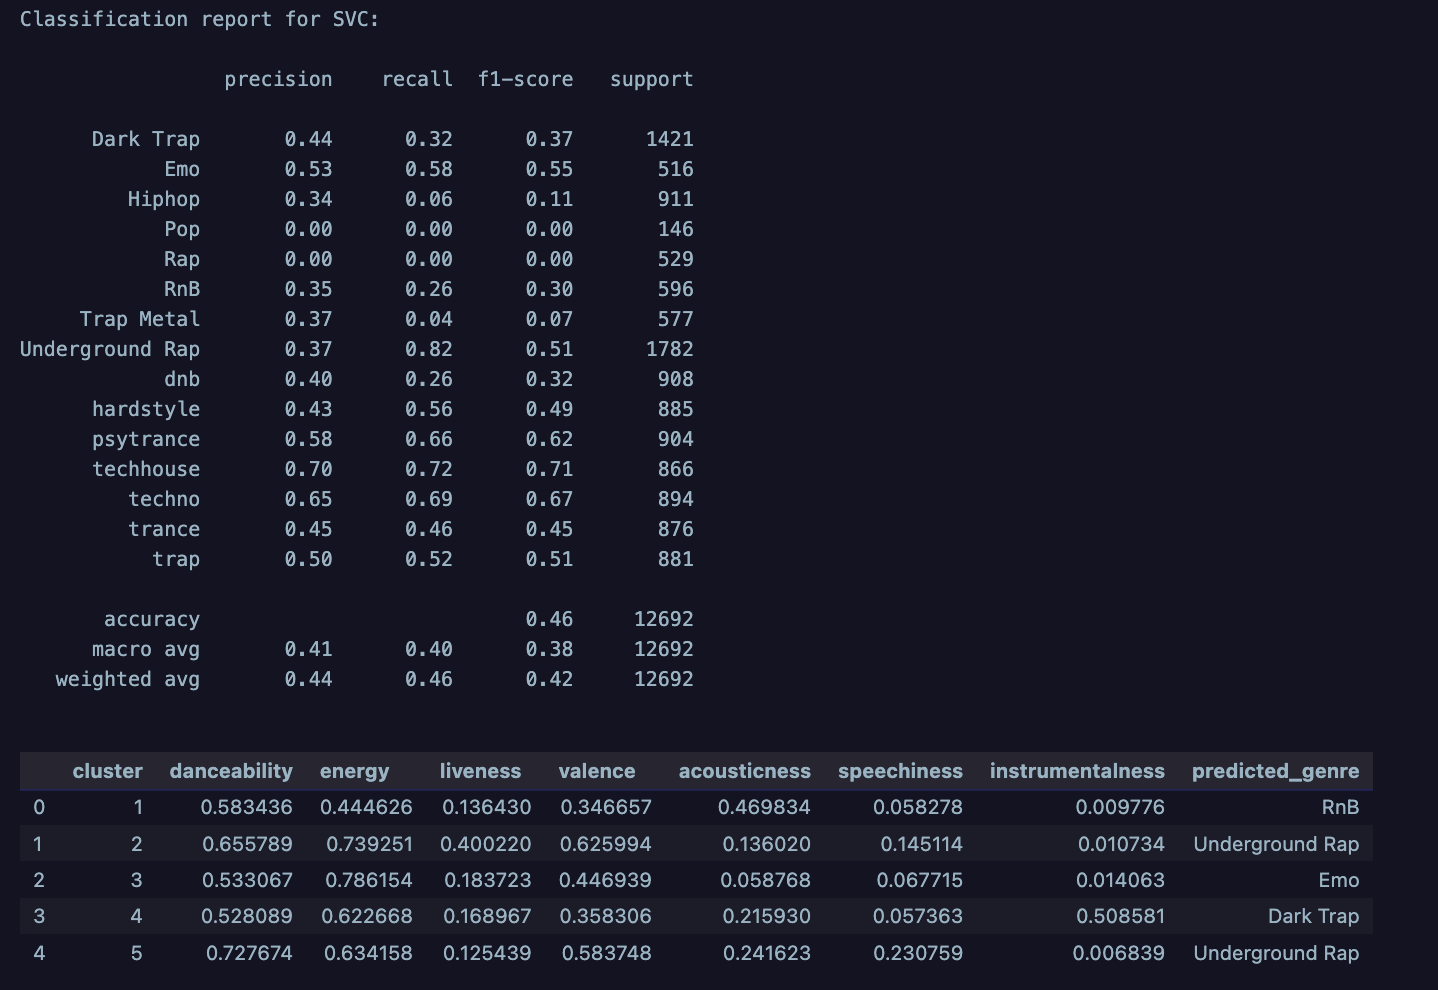 Classification report for SVC:
precision recall f1-score support
Dark Trap 0.44 0.32 0.37 1421
Emo 0.53 0.58 0.55 516
Hiphop 0.34 0.06 0.11 911
Pop 0.00 0.00 0.00 146
Rap 0.00 0.00 0.00 529
RnB 0.35 0.26 0.30 596
Trap Metal 0.37 0.04 0.07 577
Underground Rap 0.37 0.82 0.51 1782
dnb 0.40 0.26 0.32 908
hardstyle 0.43 0.56 0.49 885
psytrance 0.58 0.66 0.62 904
techhouse 0.70 0.72 0.71 866
techno 0.65 0.69 0.67 894
trance 0.45 0.46 0.45 876
trap 0.50 0.52 0.51 881
accuracy 0.46 12692
macro avg 0.41 0.40 0.38 12692
weighted avg 0.44 0.46 0.42 12692
cluster danceability energy liveness valence acousticness speechiness instrumentalness predicted_genre
0 1 0.583436 0.444626 0.136430 0.346657 0.469834 0.058278 0.009776 RnB
1 2 0.655789 0.739251 0.400220 0.625994 0.136020 0.145114 0.010734 Underground Rap
2 3 0.533067 0.786154 0.183723 0.446939 0.058768 0.067715 0.014063 Emo
3 4 0.528089 0.622668 0.168967 0.358306 0.215930 0.057363 0.508581 Dark Trap
4 5 0.727674 0.634158 0.125439 0.583748 0.241623 0.230759 0.006839 Underground Rap